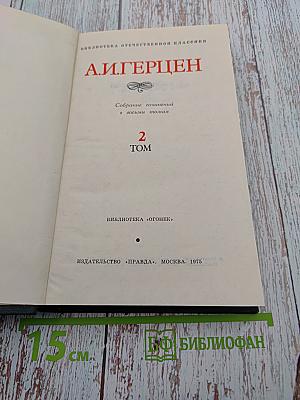 БИБЛИОТЕКА ОТЕЧЕСТВЕННОЙ КЛАССИКИ
А.И.ГЕРЦЕН
Собрание сочинений
в восьми томах
2
ТОМ
БИБЛИОТЕКА «ОГОНЕК»
ИЗДАТЕЛЬСТВО «ПРАВДА». МОСКВА. 1975
15 см.
БФ БИБЛИОФАН